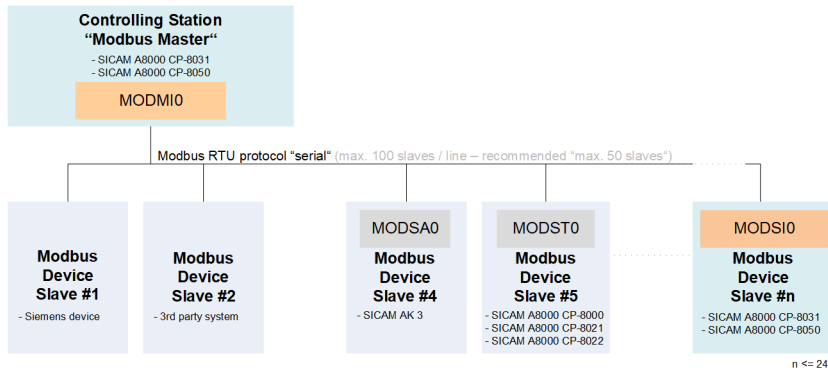 Controlling Station
“Modbus Master“
- SICAM A8000 CP-8031
- SICAM A8000 CP-8050
MODMI0
Modbus RTU protocol “serial“ (max. 100 slaves / line – recommended “max. 50 slaves“)
Modbus
Device
Slave #1
- Siemens device
Modbus
Device
Slave #2
- 3rd party system
MODSA0
Modbus
Device
Slave #4
- SICAM AK 3
MODST0
Modbus
Device
Slave #5
- SICAM A8000 CP-8000
- SICAM A8000 CP-8021
- SICAM A8000 CP-8022
MODSI0
Modbus
Device
Slave #n
- SICAM A8000 CP-8031
- SICAM A8000 CP-8050
n <= 24